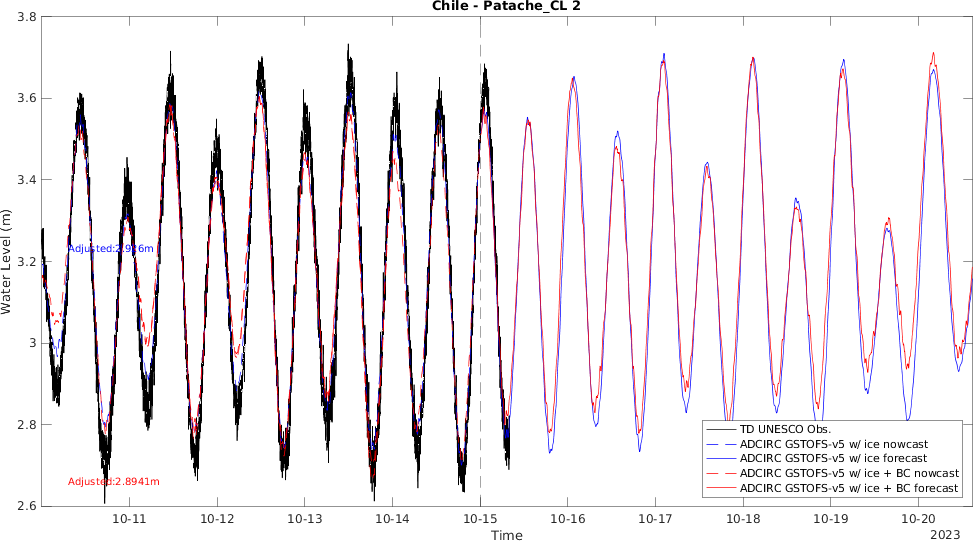 Chile - Patache_CL 2
3.8
3.6
3.4
3.2
3
2.8
2.6
Water Level (m)
Adjusted:2.8941m
10-11
10-12
10-13
10-14
10-15
10-16
10-17
10-18
10-19
10-20
2023
Time
TD UNESCO Obs.
ADCIRC GSTOFS-v5 w/ ice nowcast
ADCIRC GSTOFS-v5 w/ ice forecast
ADCIRC GSTOFS-v5 w/ ice + BC nowcast
ADCIRC GSTOFS-v5 w/ ice + BC forecast